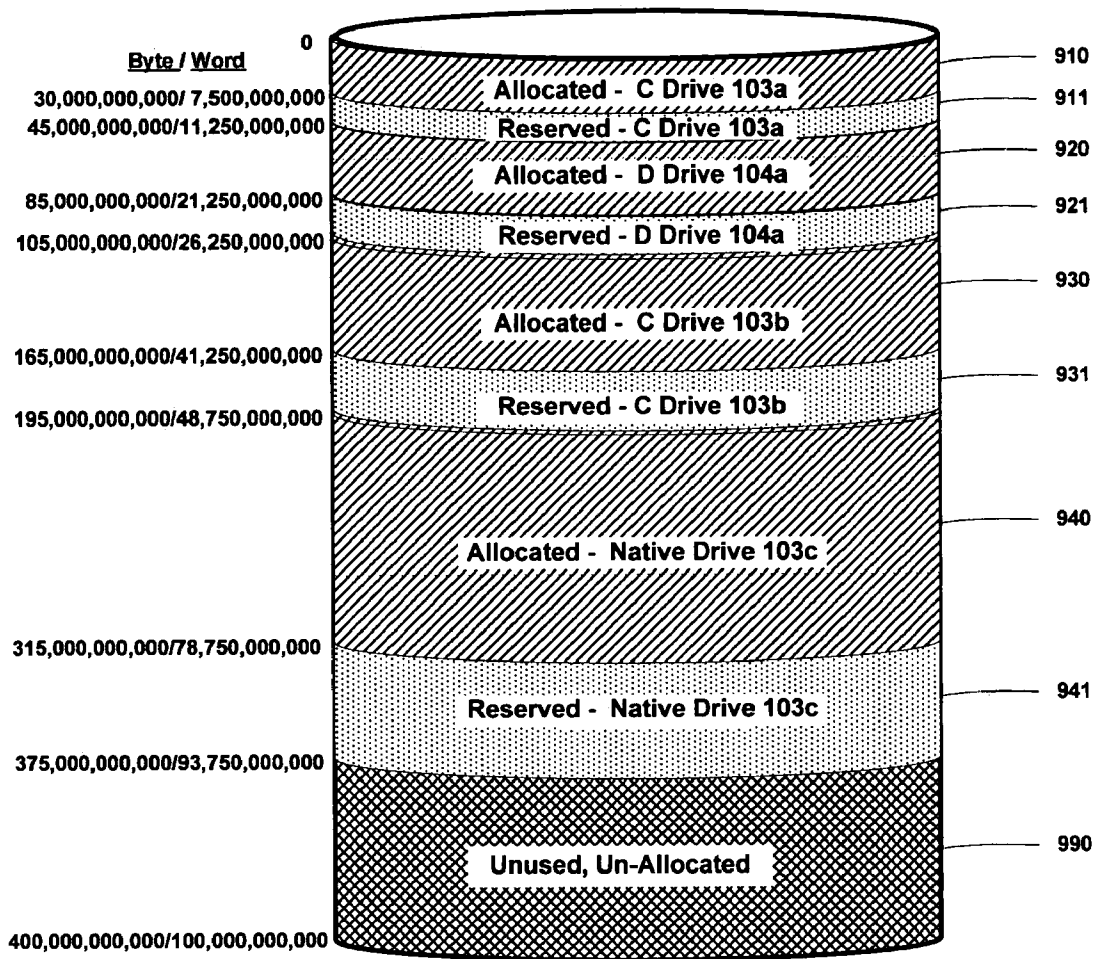 0
910
Byte / Word
Allocated - C Drive 103a
30,000,000,000/ 7,500,000,000
911
Reserved - C Drive 103a
45,000,000,000/11,250,000,000
920
Allocated - D Drive 104a
85,000,000,000/21,250,000,000
921
Reserved - D Drive 104a
105,000,000,000/26,250,000,000
930
Allocated - C Drive 103b
165,000,000,000/41,250,000,000
931
Reserved - C Drive 103b
195,000,000,000/48,750,000,000
940
Allocated - Native Drive 103c
315,000,000,000/78,750,000,000
941
Reserved - Native Drive 103c
375,000,000,000/93,750,000,000
990
Unused, Un-Allocated
400,000,000,000/100,000,000,000